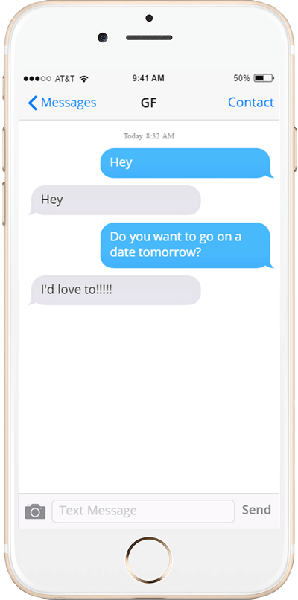 AT&T 9:41 AM 50%
Messages GF Contact
Today 8:32 AM
Hey
Hey
Do you want to go on a
date tomorrow?
I'd love to!!!!!
Text Message Send